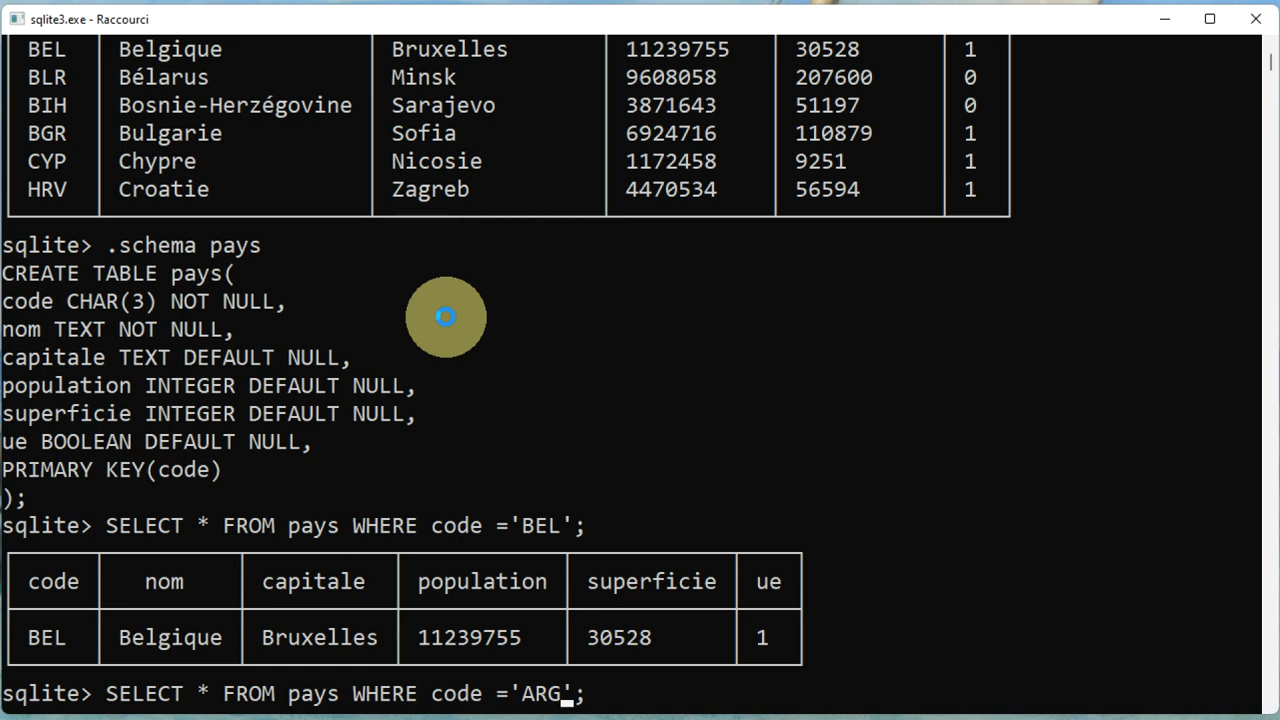 sqlite3.exe - Raccourci
BEL Belgique Bruxelles 11239755 30528 1
BLR Bélarus Minsk 9608058 207600 0
BIH Bosnie-Herzégovine Sarajevo 3871643 51197 0
BGR Bulgarie Sofia 6924716 110879 1
CYP Chypre Nicosie 1172458 9251 1
HRV Croatie Zagreb 4470534 56594 1
sqlite> .schema pays
CREATE TABLE pays(
code CHAR(3) NOT NULL,
nom TEXT NOT NULL,
capitale TEXT DEFAULT NULL,
population INTEGER DEFAULT NULL,
superficie INTEGER DEFAULT NULL,
ue BOOLEAN DEFAULT NULL,
PRIMARY KEY(code)
);
sqlite> SELECT * FROM pays WHERE code ='BEL';
code nom capitale population superficie ue
BEL Belgique Bruxelles 11239755 30528 1
sqlite> SELECT * FROM pays WHERE code ='ARG';